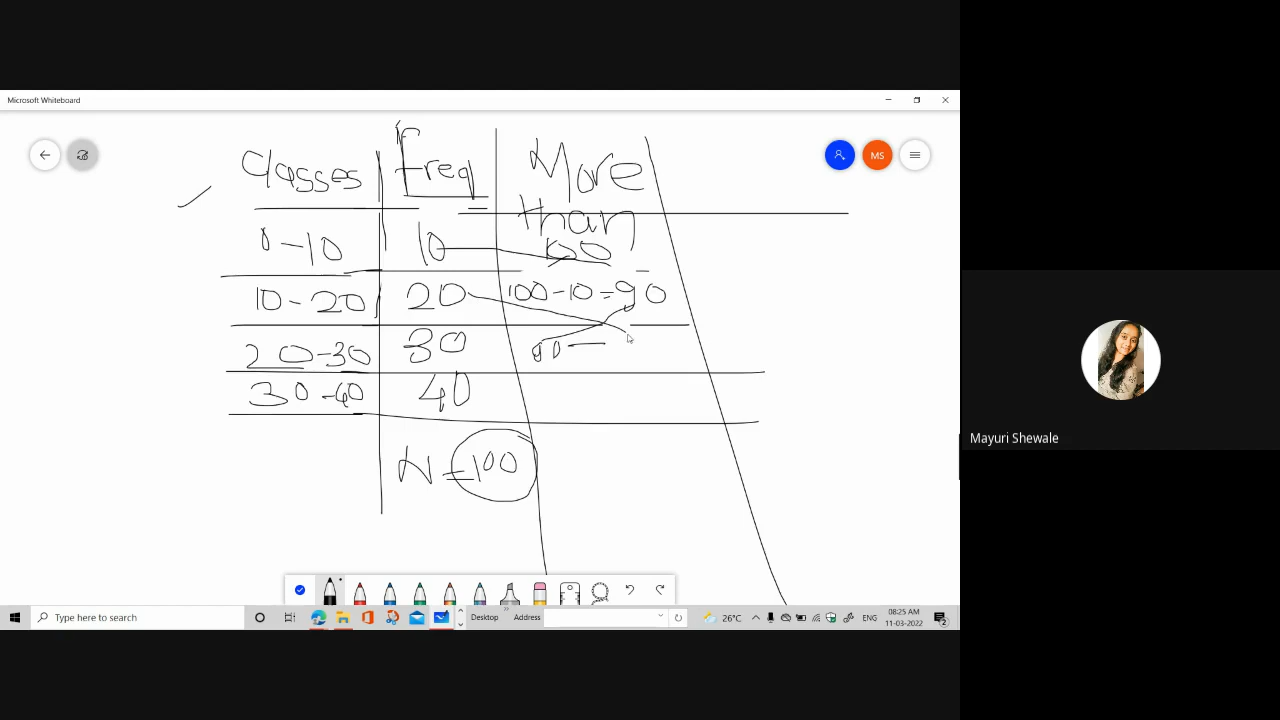 Microsoft Whiteboard
MS
Classes freq More than
0-10 10 100
10-20 20 100-10=90
20-30 30 90-
30-40 40
N=100
Mayuri Shewale
Type here to search
Desktop
Address
26°C
ENG
08:25 AM
11-03-2022
2